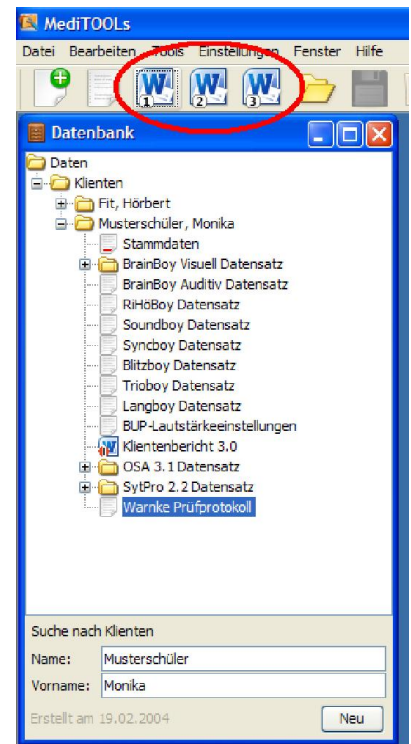 MediTOOLs
Datei Bearbeiten Tools Einstellungen Fenster Hilfe
W 1 W 2 W 3
Datenbank
Daten
Klienten
Fit, Hörbert
Musterschüler, Monika
Stammdaten
BrainBoy Visuell Datensatz
BrainBoy Auditiv Datensatz
RiHöBoy Datensatz
Soundboy Datensatz
Syncboy Datensatz
Blitzboy Datensatz
Trioboy Datensatz
Langboy Datensatz
BUP-Lautstärkeeinstellungen
Klientenbericht 3.0
OSA 3.1 Datensatz
SytPro 2.2 Datensatz
Warnke Prüfprotokoll
Suche nach Klienten
Name: Musterschüler
Vorname: Monika
Erstellt am 19.02.2004 Neu